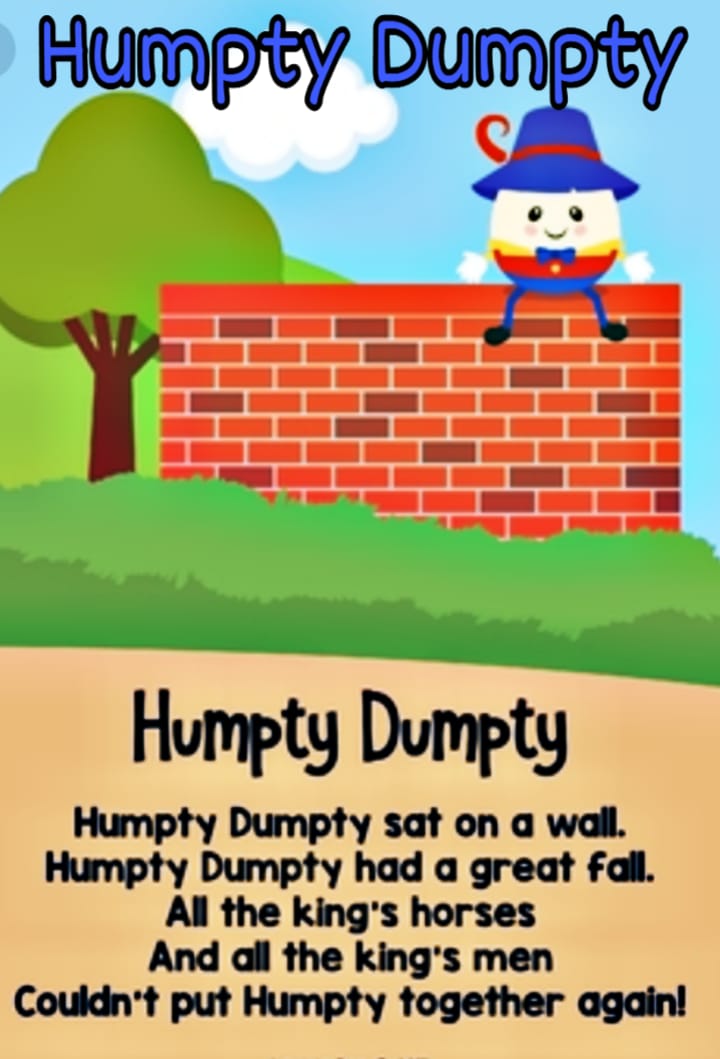 Humpty Dumpty
Humpty Dumpty
Humpty Dumpty sat on a wall.
Humpty Dumpty had a great fall.
All the king's horses
And all the king's men
Couldn't put Humpty together again!